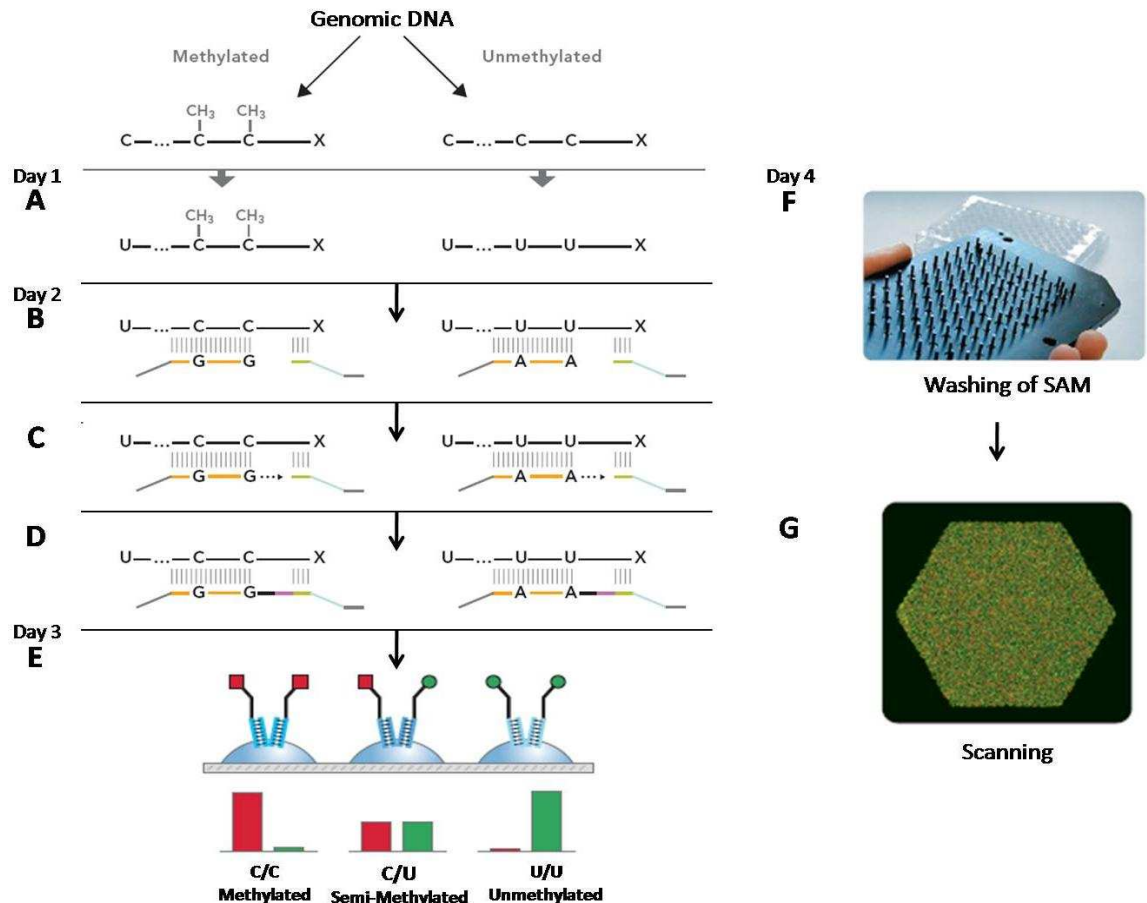 Genomic DNA
Methylated
Unmethylated
CH3 CH3
C ... C C X
C ... C C X
Day 1
A
CH3 CH3
U ... C C X
U ... U U X
Day 2
B
U ... C C X
G G
U ... U U X
A A
C
U ... C C X
G G
U ... U U X
A A
D
U ... C C X
G G
U ... U U X
A A
Day 3
E
C/C
Methylated
C/U
Semi-Methylated
U/U
Unmethylated
Day 4
F
Washing of SAM
G
Scanning